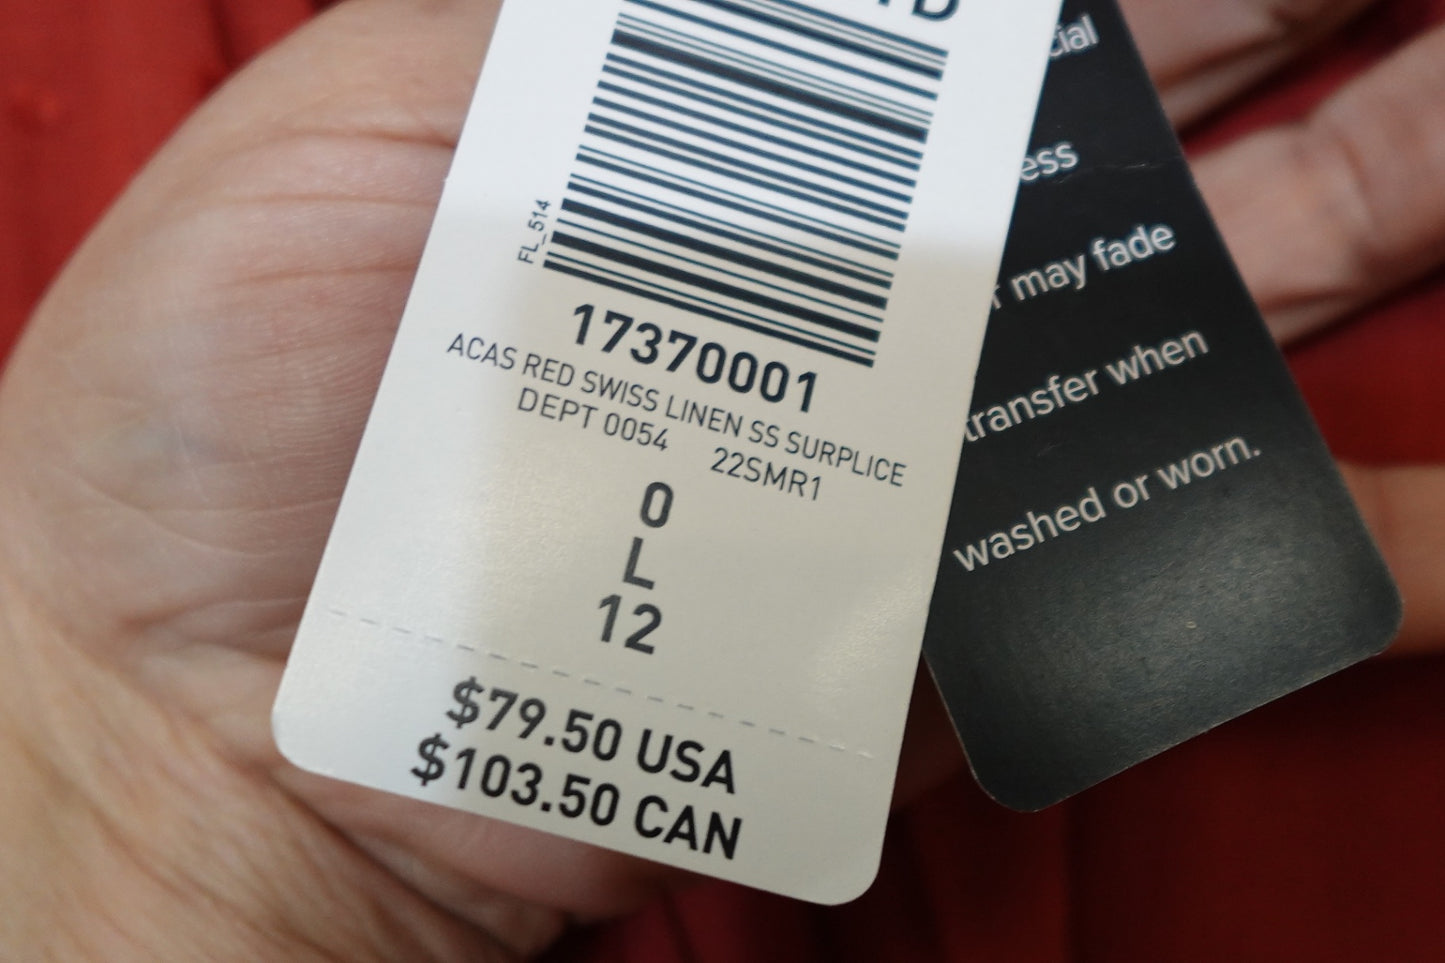 FL_514
17370001
ACAS RED SWISS LINEN SS SURPLICE
DEPT 0054 22SMR1
0
L
12
$79.50 USA
$103.50 CAN
may fade
transfer when
washed or worn.